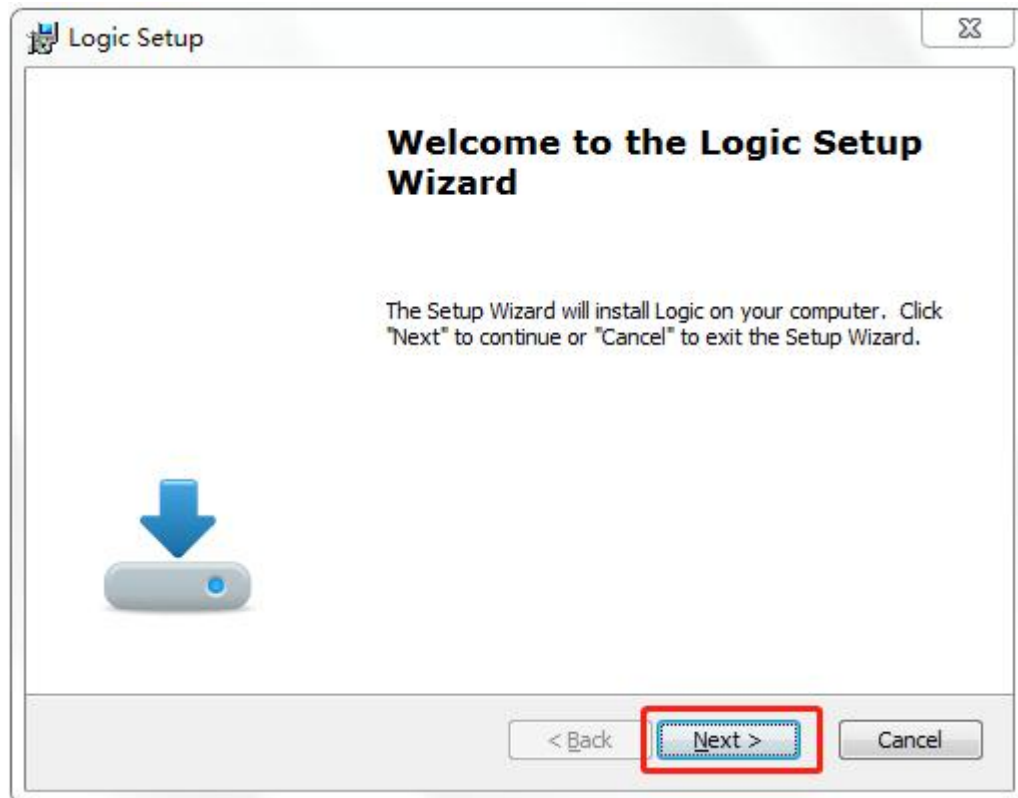 Logic Setup
Welcome to the Logic Setup
Wizard
The Setup Wizard will install Logic on your computer.  Click
"Next" to continue or "Cancel" to exit the Setup Wizard.
< Back
Next >
Cancel